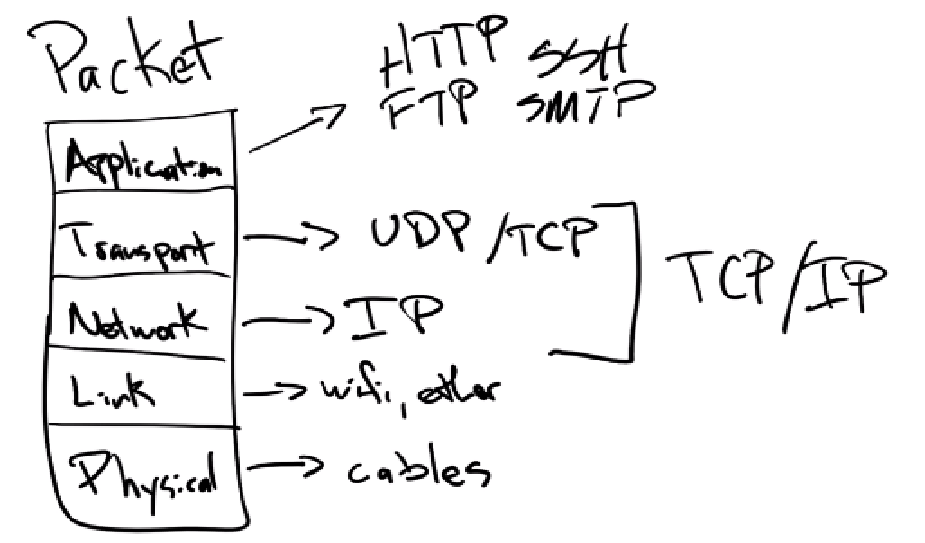 Packet
HTTP SSH
FTP SMTP
Application
Transport → UDP/TCP
TCP/IP
Network → IP
Link → wifi, ether
Physical → cables